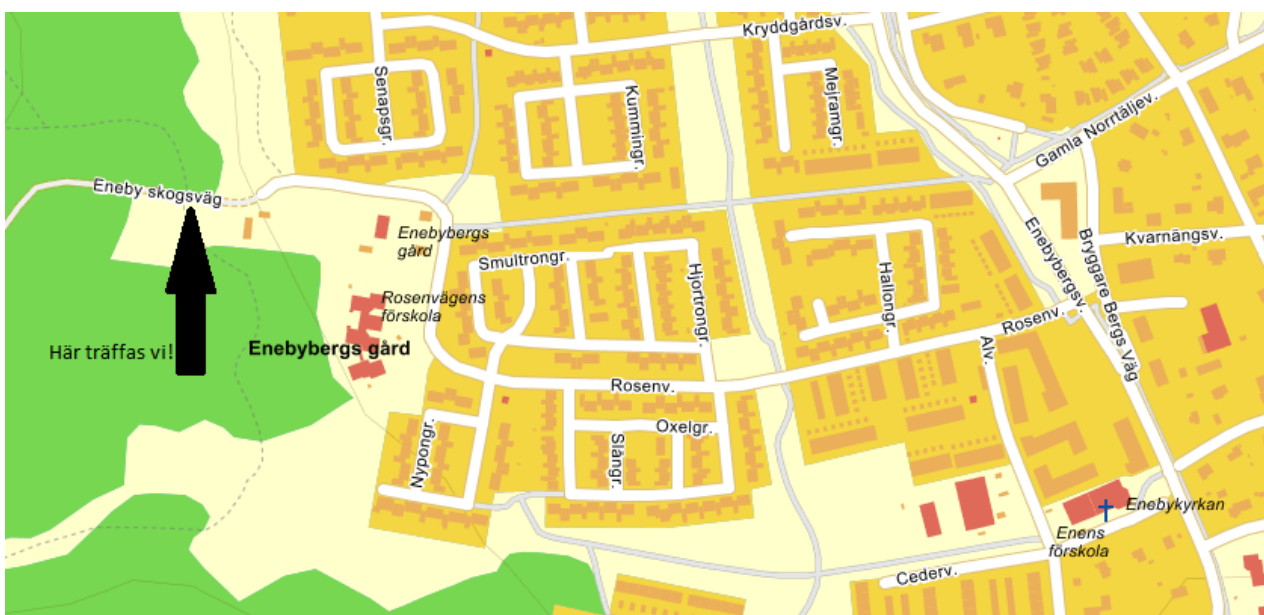 Kryddgårdsv.
Senapsgr.
Kummingr.
Mejramgr.
Gamla Norrtäljev.
Eneby skogsväg
Enebybergs
gård
Smultrongr.
Hjortrongr.
Hallongr.
Enebybergsv.
Bryggare Bergs Väg
Kvarnängsv.
Rosenvägens
förskola
Här träffas vi!
Enebybergs gård
Rosenv.
Rosenv.
Alv.
Nypongr.
Slångr.
Oxelgr.
Enebykyrkan
Enens
förskola
Cederv.